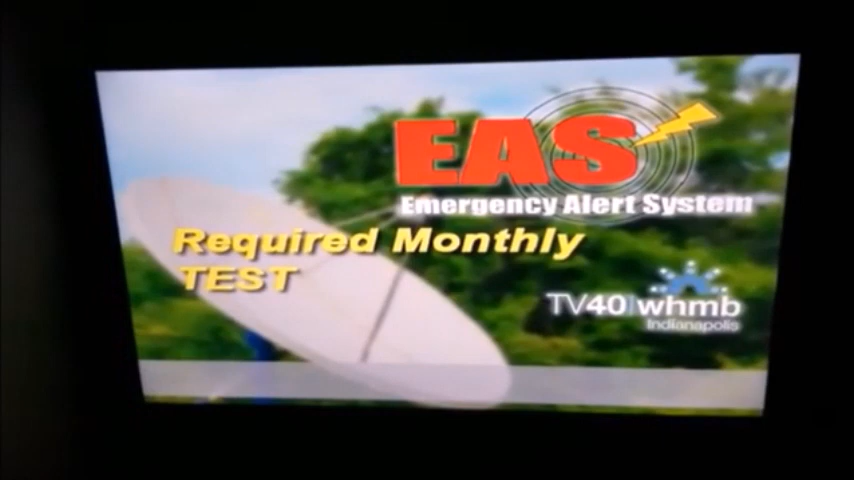 EAS
Emergency Alert System
Required Monthly
TEST
TV40 whmb
Indianapolis